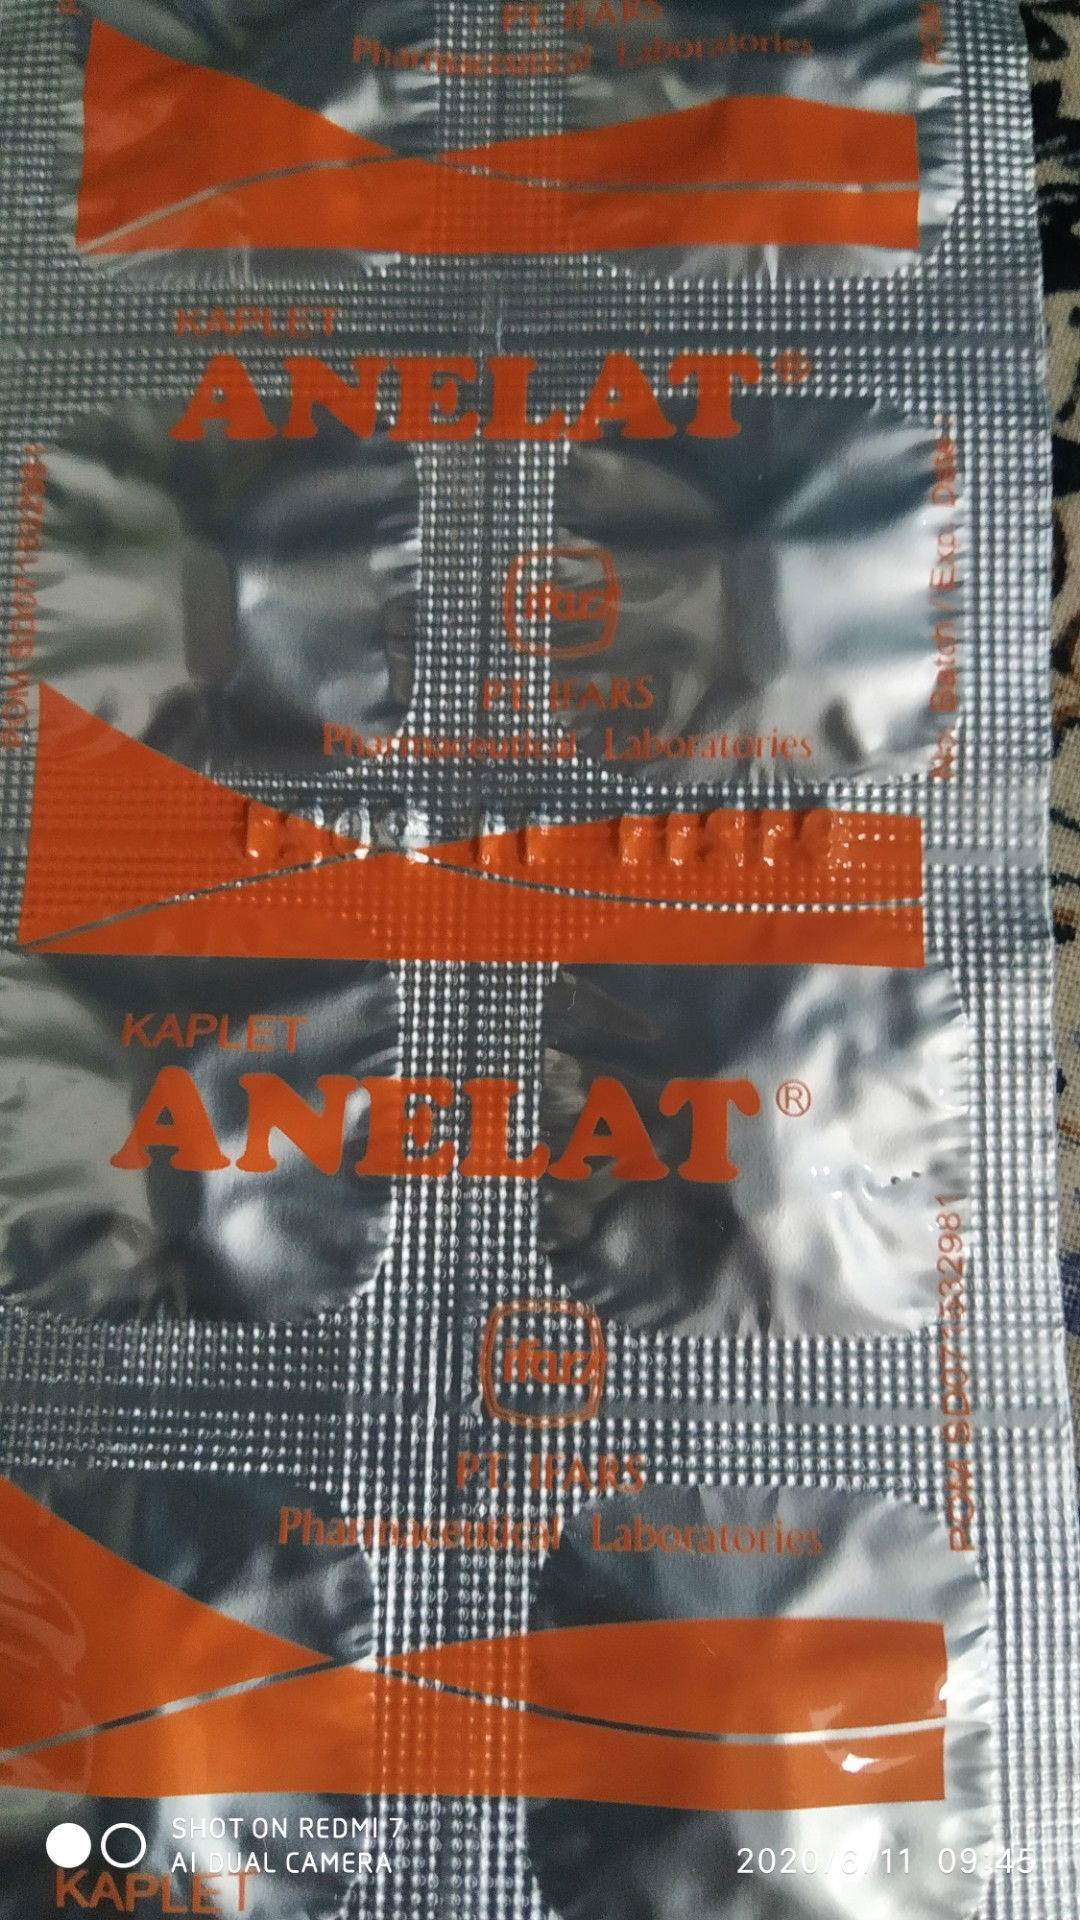 PT. IFARS
Pharmaceutical Laboratories
KAPLET
ANELAT®
ifars
PT. IFARS
Pharmaceutical Laboratories
No. Batch / Exp. Date
KAPLET
ANELAT®
ifars
PT. IFARS
Pharmaceutical Laboratories
POM SD071332981
KAPLET
SHOT ON REDMI 7
AI DUAL CAMERA
2020/6/11 09:45